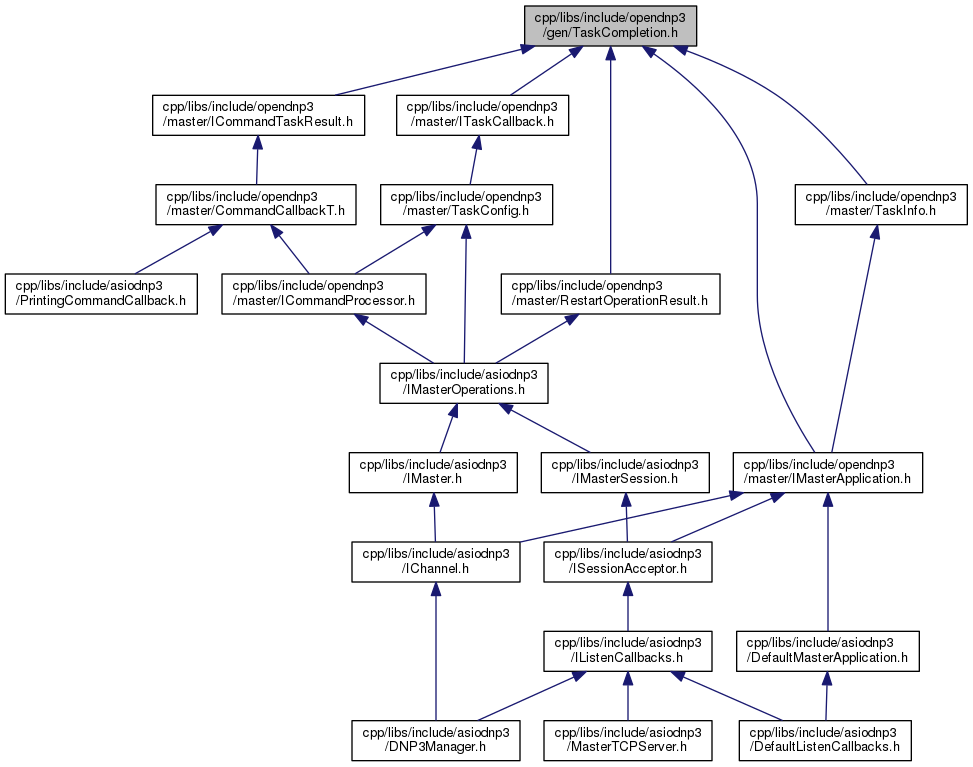 cpp/libs/include/opendnp3
/gen/TaskCompletion.h
cpp/libs/include/opendnp3
/master/ICommandTaskResult.h
cpp/libs/include/opendnp3
/master/ITaskCallback.h
cpp/libs/include/opendnp3
/master/CommandCallbackT.h
cpp/libs/include/opendnp3
/master/TaskConfig.h
cpp/libs/include/opendnp3
/master/TaskInfo.h
cpp/libs/include/asiodnp3
/PrintingCommandCallback.h
cpp/libs/include/opendnp3
/master/ICommandProcessor.h
cpp/libs/include/opendnp3
/master/RestartOperationResult.h
cpp/libs/include/asiodnp3
/IMasterOperations.h
cpp/libs/include/asiodnp3
/IMaster.h
cpp/libs/include/asiodnp3
/IMasterSession.h
cpp/libs/include/opendnp3
/master/IMasterApplication.h
cpp/libs/include/asiodnp3
/IChannel.h
cpp/libs/include/asiodnp3
/ISessionAcceptor.h
cpp/libs/include/asiodnp3
/IListenCallbacks.h
cpp/libs/include/asiodnp3
/DefaultMasterApplication.h
cpp/libs/include/asiodnp3
/DNP3Manager.h
cpp/libs/include/asiodnp3
/MasterTCPServer.h
cpp/libs/include/asiodnp3
/DefaultListenCallbacks.h